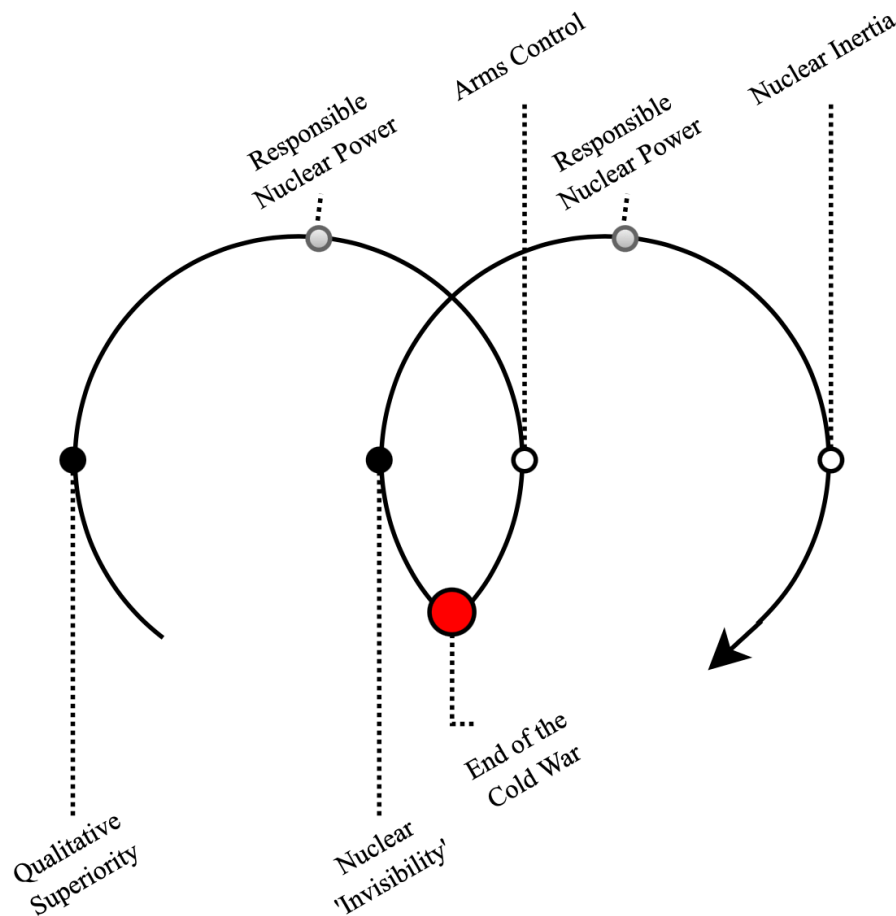 Arms Control
Nuclear Inertia
Responsible
Nuclear Power
Responsible
Nuclear Power
End of the
Cold War
Qualitative
Superiority
Nuclear
'Invisibility'